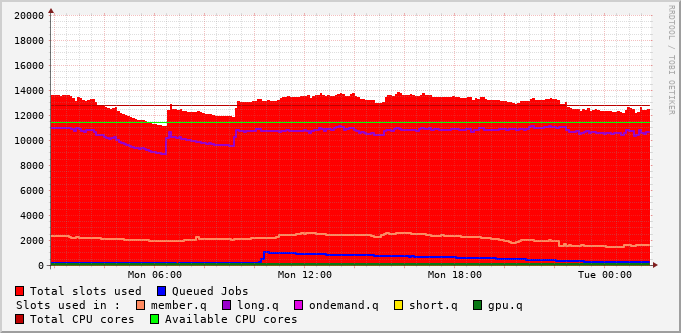 20000
18000
16000
14000
12000
10000
8000
6000
4000
2000
0
Mon 06:00 Mon 12:00 Mon 18:00 Tue 00:00
RRDTOOL / TOBI OETIKER
Total slots used Queued Jobs
Slots used in : member.q long.q ondemand.q short.q gpu.q
Total CPU cores Available CPU cores